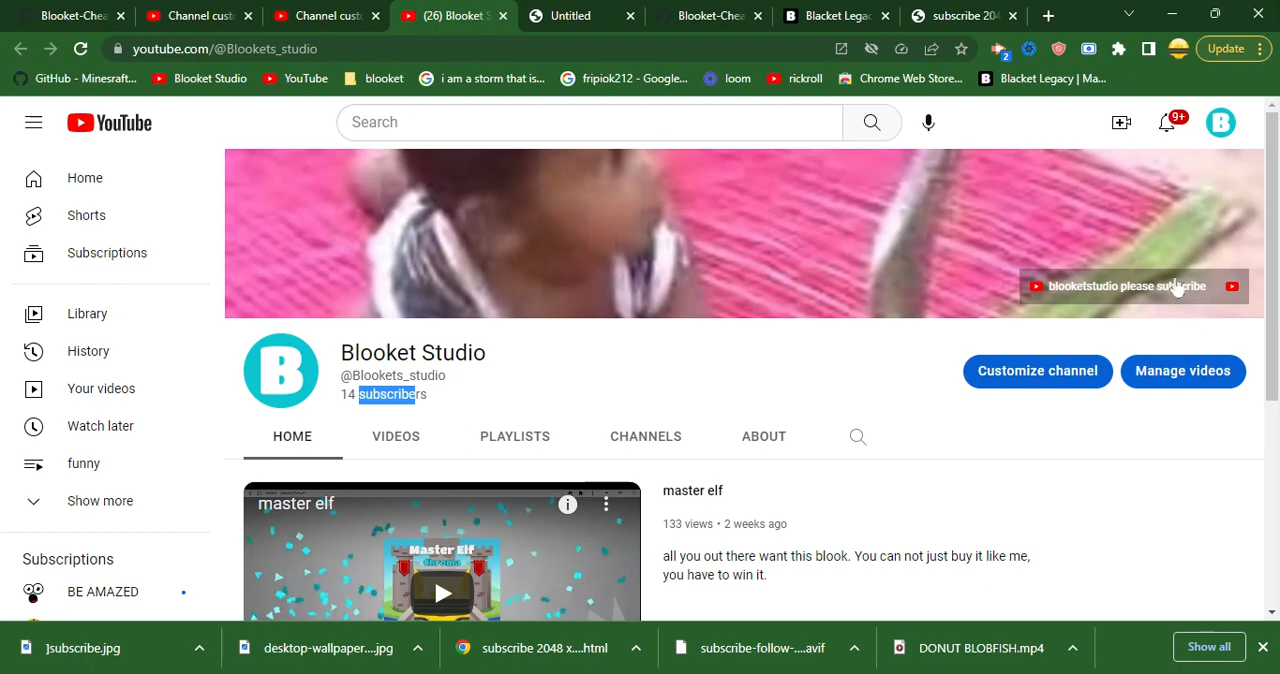 Blooket-Chea
Channel cust
Channel cust
(26) Blooket S
Untitled
Blooket-Chea
Blacket Lega
subscribe 204
youtube.com/@Blookets_studio
2
Update
GitHub - Minesraft...
Blooket Studio
YouTube
blooket
i am a storm that is...
fripiok212 - Google...
loom
rickroll
Chrome Web Store...
Blacket Legacy | Ma...
YouTube
Search
9+
B
Home
Shorts
Subscriptions
Library
History
Your videos
Watch later
funny
Show more
Subscriptions
BE AMAZED
blooketstudio please subscribe
B
Blooket Studio
@Blookets_studio
14 subscribers
Customize channel
Manage videos
HOME
VIDEOS
PLAYLISTS
CHANNELS
ABOUT
master elf
Master Elf
Chroma
master elf
133 views • 2 weeks ago
all you out there want this blook. You can not just buy it like me,
you have to win it.
]subscribe.jpg
desktop-wallpaper....jpg
subscribe 2048 x....html
subscribe-follow-....avif
DONUT BLOBFISH.mp4
Show all